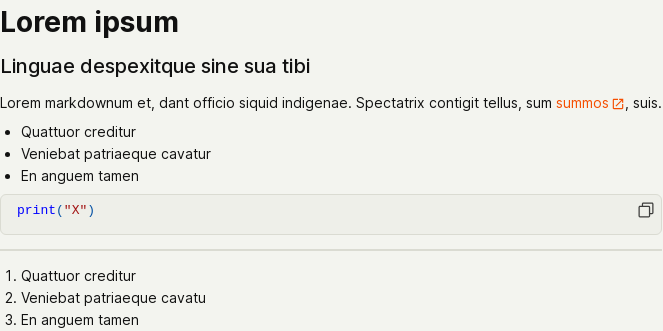 Lorem ipsum
Linguae despexitque sine sua tibi
Lorem markdownum et, dant officio siquid indigenae. Spectatrix contigit tellus, sum summos, suis.
• Quattuor creditur
• Veniebat patriaeque cavatur
• En anguem tamen
print("X")
1. Quattuor creditur
2. Veniebat patriaeque cavatu
3. En anguem tamen